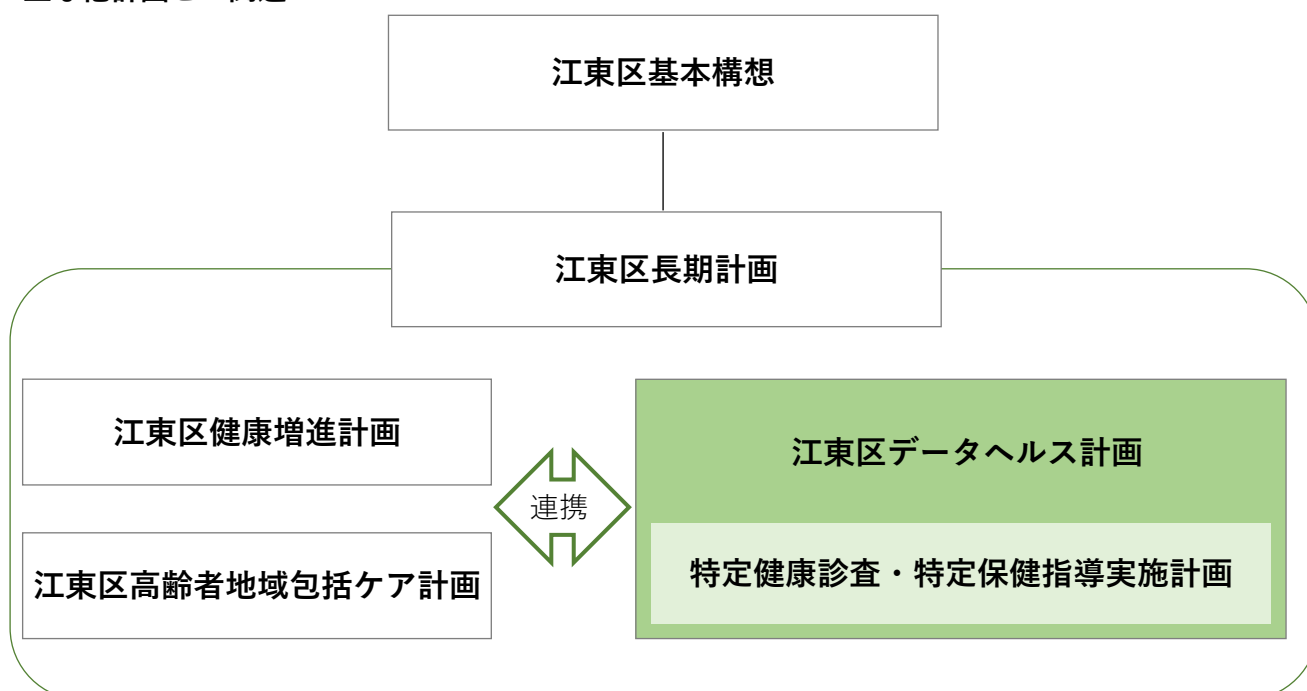 江東区基本構想
江東区長期計画
江東区健康増進計画
江東区データヘルス計画
連携
江東区高齢者地域包括ケア計画
特定健康診査・特定保健指導実施計画